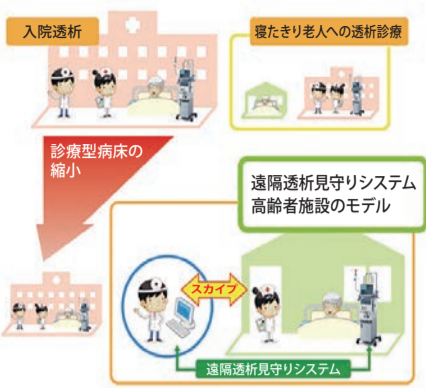 入院透析
寝たきり老人への透析診療
診療型病床の
縮小
遠隔透析見守りシステム
高齢者施設のモデル
スカイプ
遠隔透析見守りシステム